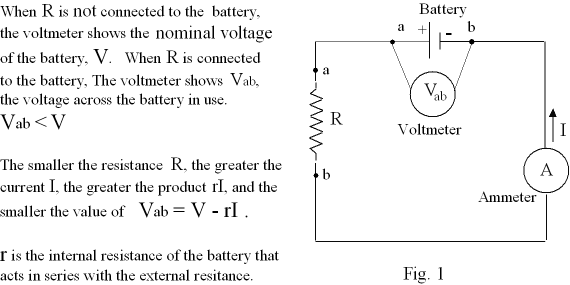 When R is not connected to the battery,
the voltmeter shows the nominal voltage
of the battery, V. When R is connected
to the battery, The voltmeter shows Vab,
the voltage across the battery in use.
Vab < V
The smaller the resistance R, the greater the
current I, the greater the product rI, and the
smaller the value of Vab = V - rI .
r is the internal resistance of the battery that
acts in series with the external resitance.
Battery
a + - b
a
Vab
R
Voltmeter
I
b
A
Ammeter
Fig. 1